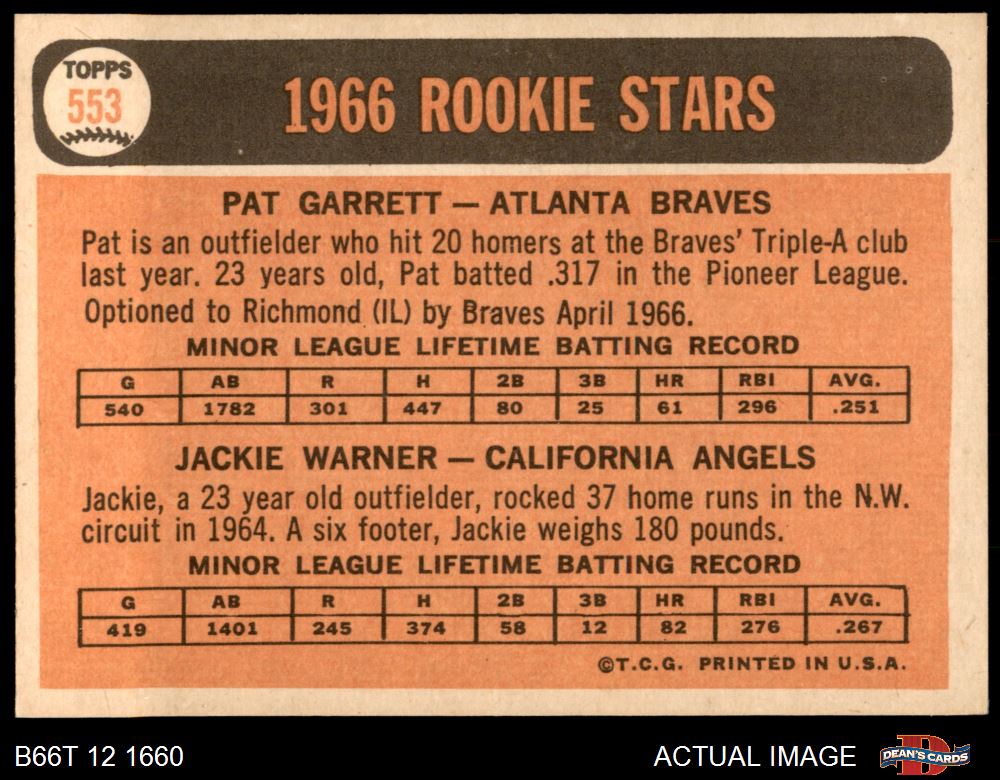 TOPPS
553
1966 ROOKIE STARS
PAT GARRETT — ATLANTA BRAVES
Pat is an outfielder who hit 20 homers at the Braves' Triple-A club
last year. 23 years old, Pat batted .317 in the Pioneer League.
Optioned to Richmond (IL) by Braves April 1966.
MINOR LEAGUE LIFETIME BATTING RECORD
G AB R H 2B 3B HR RBI AVG.
540 1782 301 447 80 25 61 296 .251
JACKIE WARNER — CALIFORNIA ANGELS
Jackie, a 23 year old outfielder, rocked 37 home runs in the N.W.
circuit in 1964. A six footer, Jackie weighs 180 pounds.
MINOR LEAGUE LIFETIME BATTING RECORD
G AB R H 2B 3B HR RBI AVG.
419 1401 245 374 58 12 82 276 .267
©T.C.G. PRINTED IN U.S.A.
B66T 12 1660 ACTUAL IMAGE DEAN'S CARDS